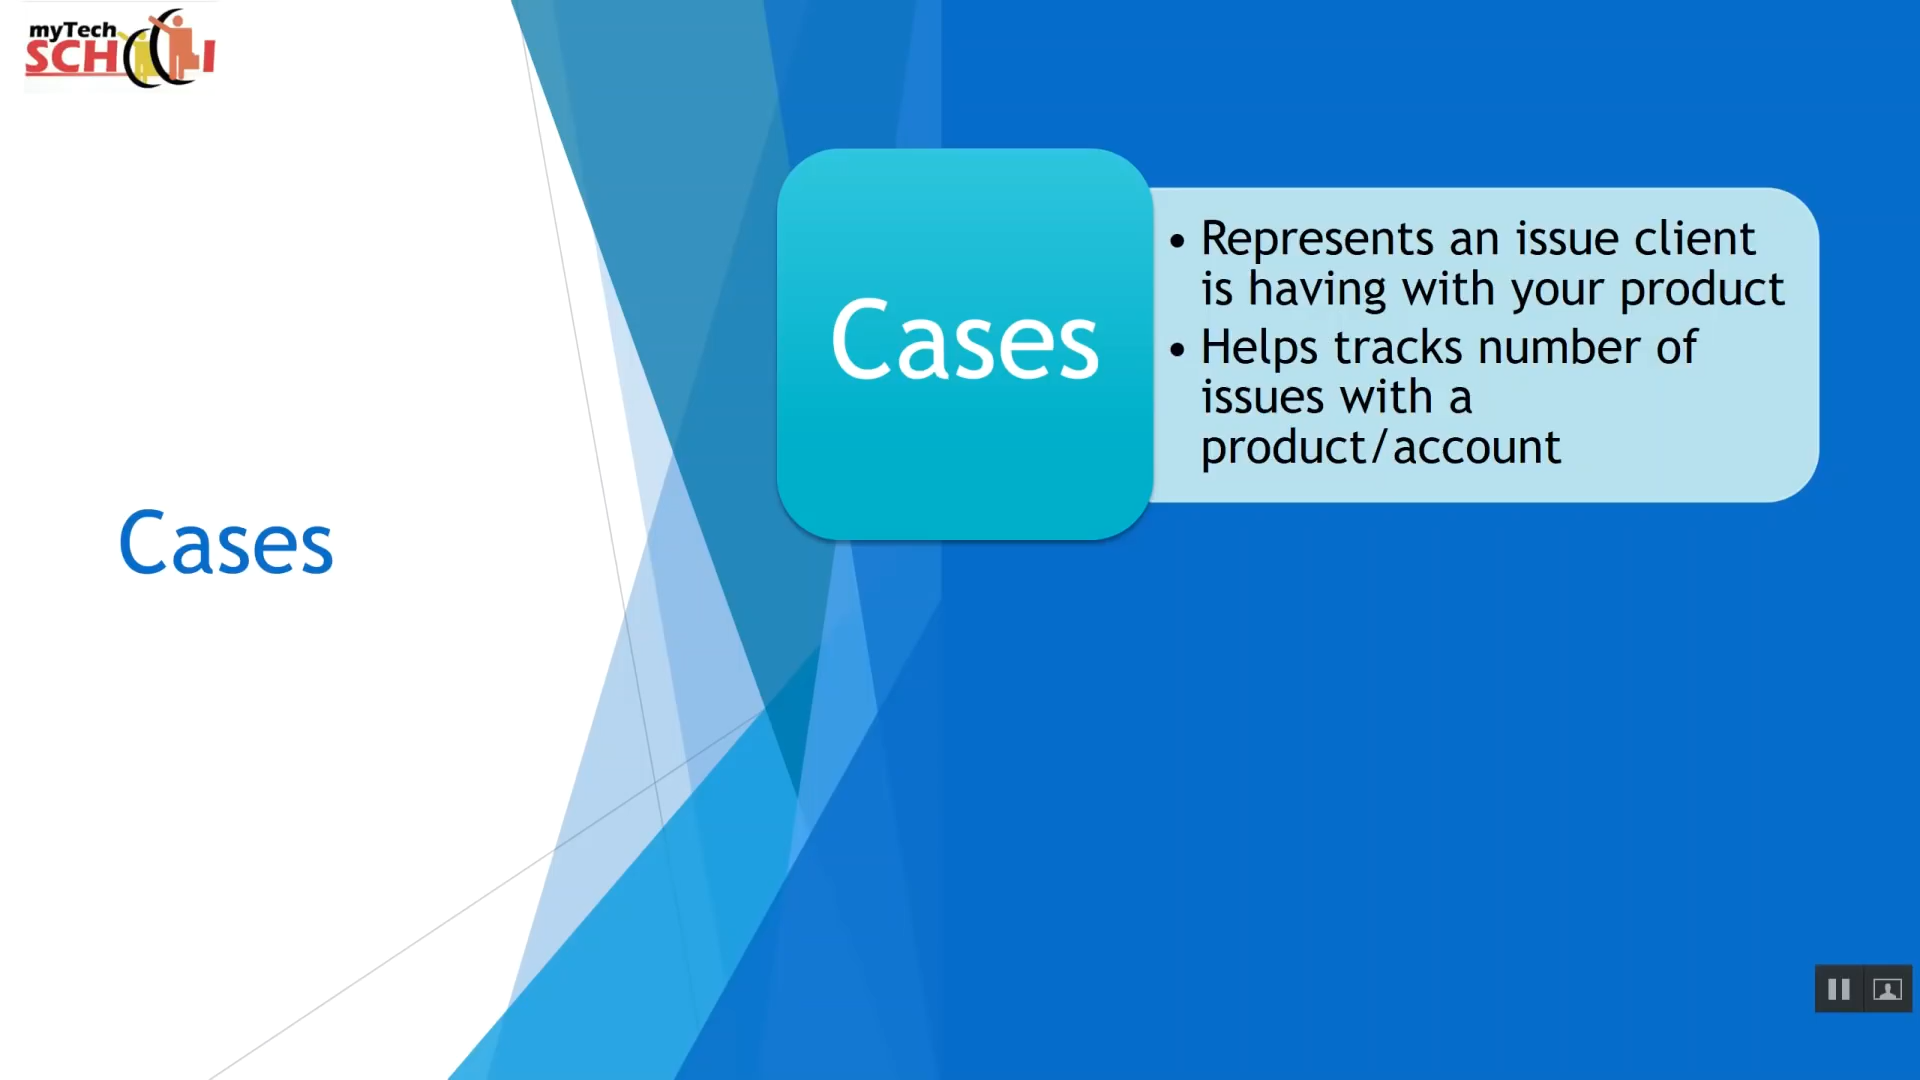 myTech
SCHOOl
Cases
Cases
• Represents an issue client
is having with your product
• Helps tracks number of
issues with a
product/account